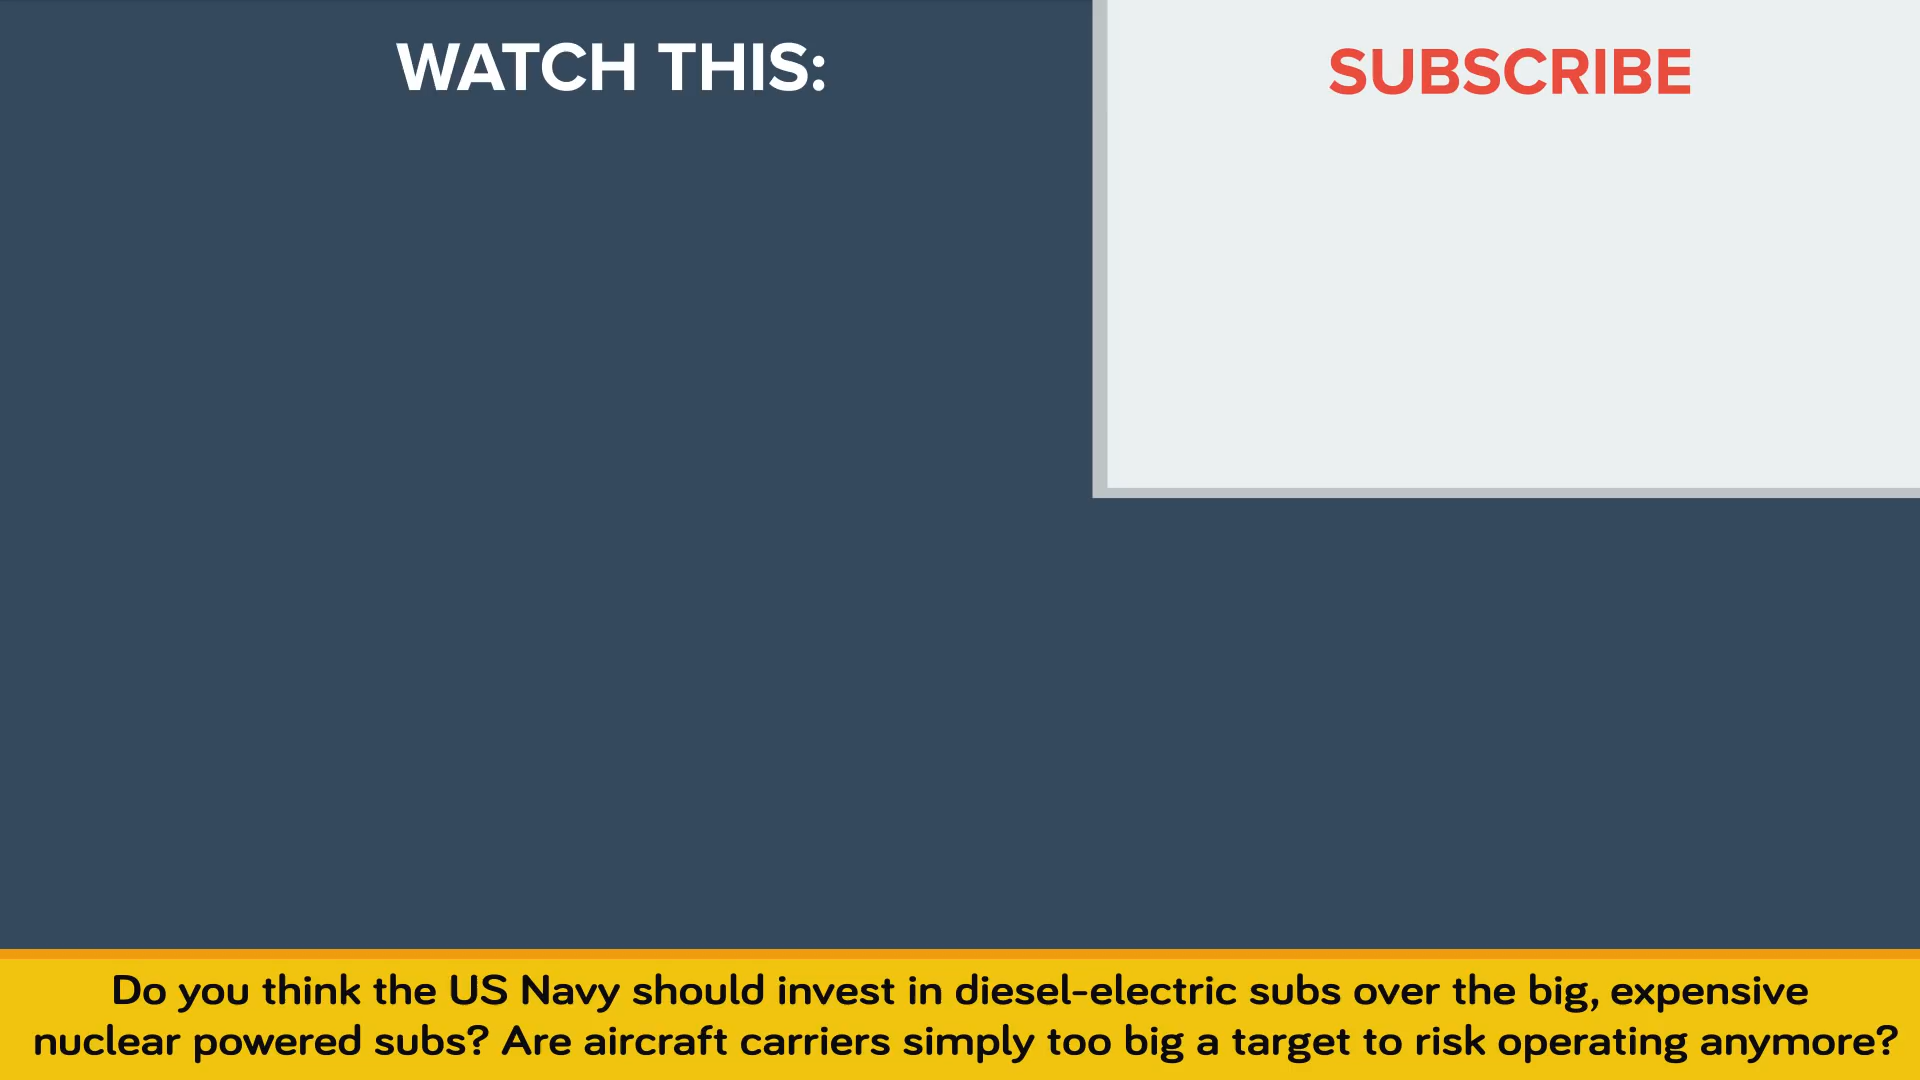 WATCH THIS:
SUBSCRIBE
Do you think the US Navy should invest in diesel-electric subs over the big, expensive
nuclear powered subs? Are aircraft carriers simply too big a target to risk operating anymore?